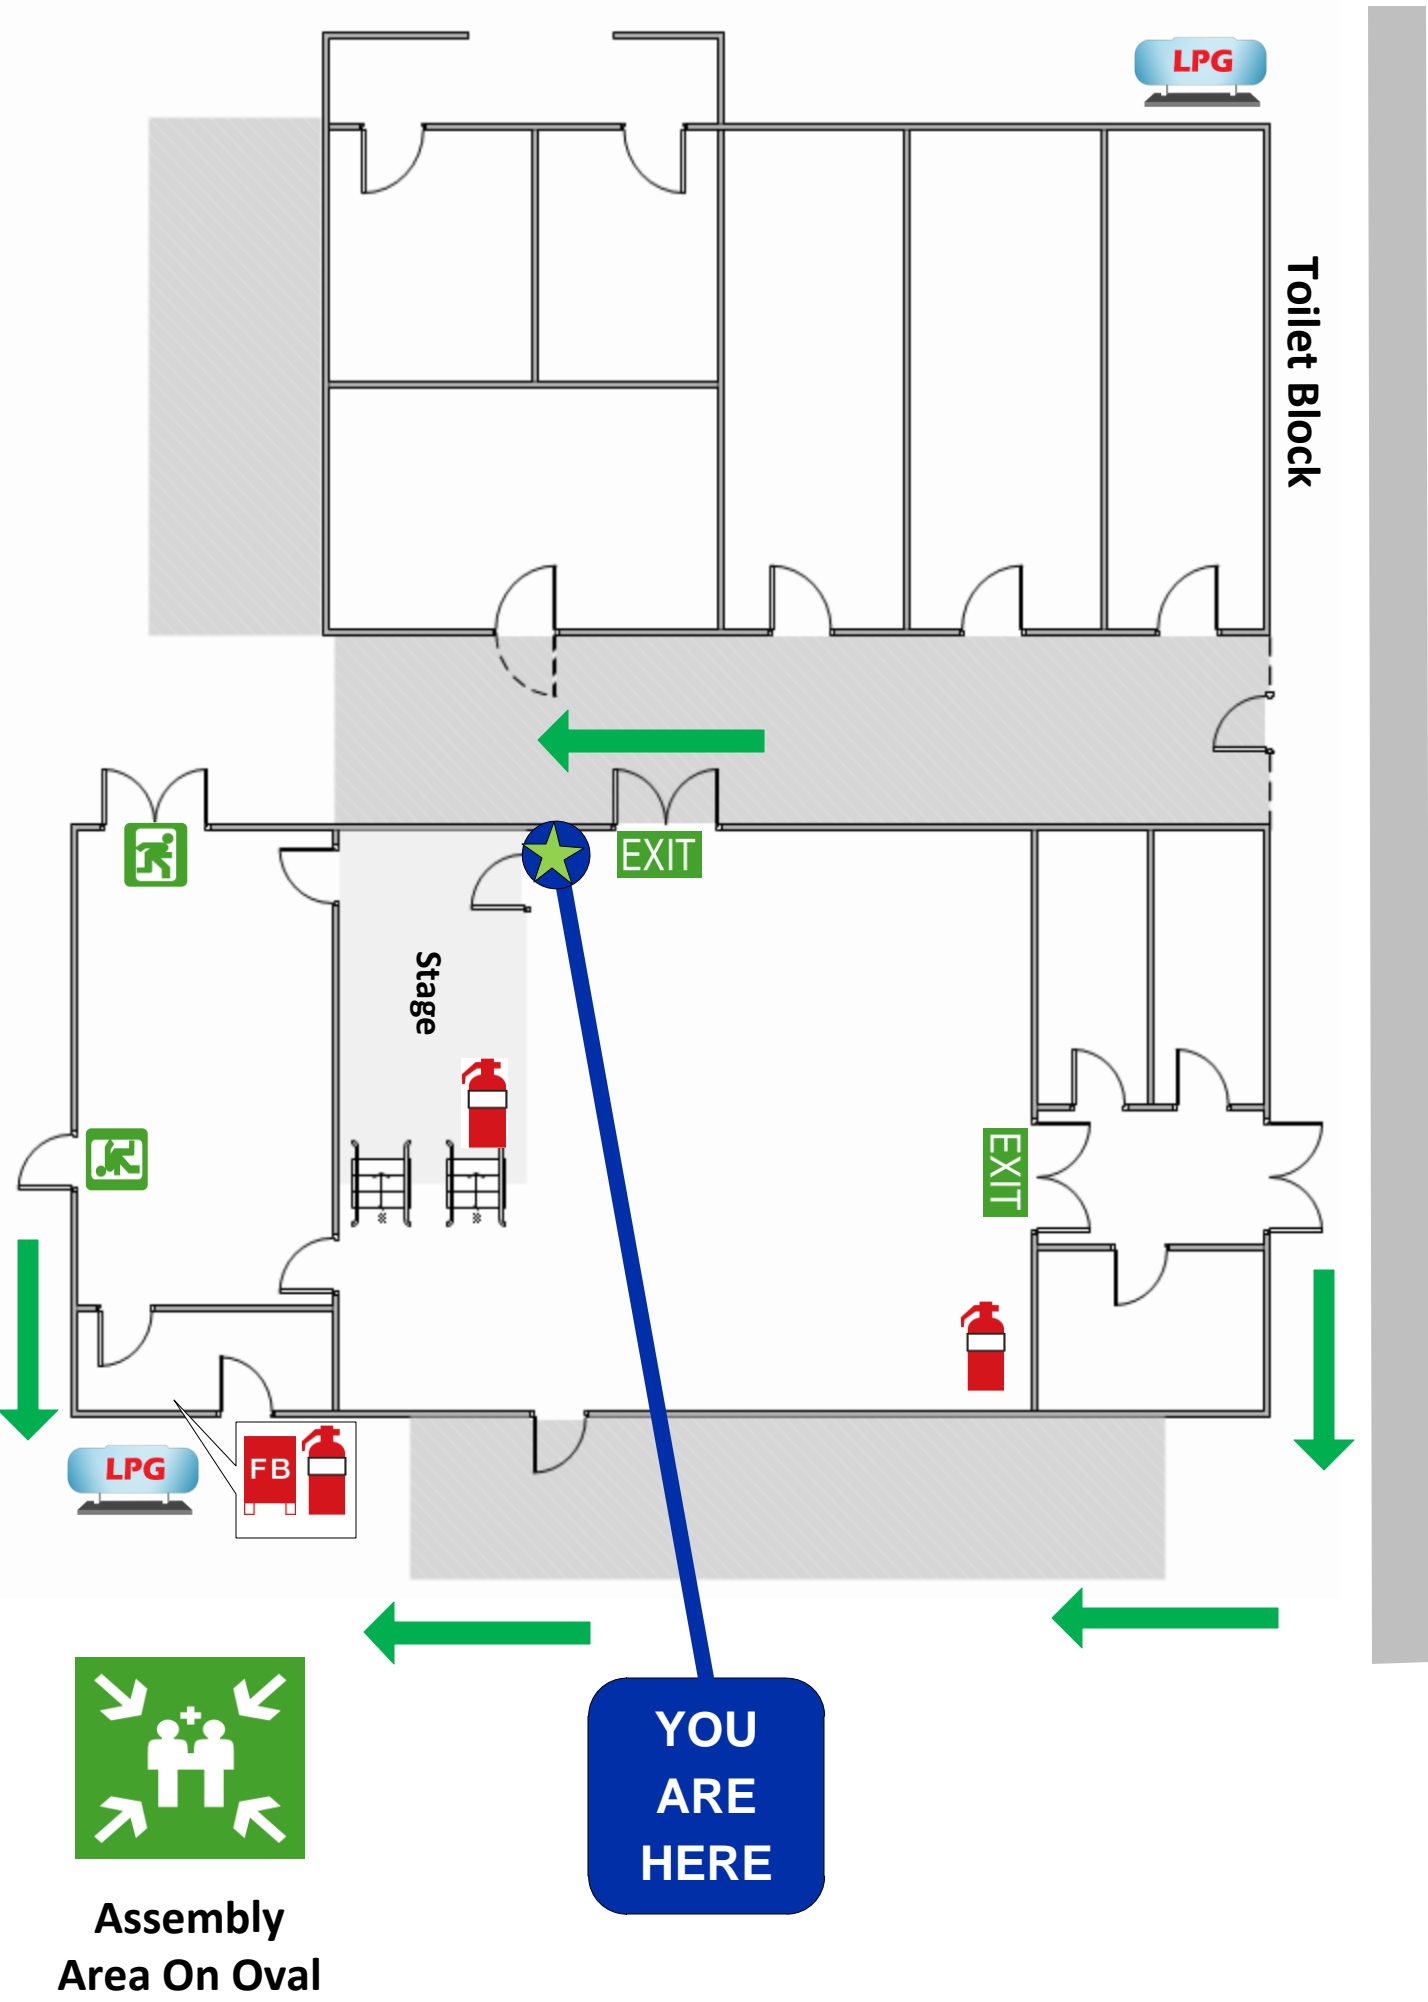 LPG
Toilet Block
EXIT
Stage
EXIT
LPG
FB
YOU
ARE
HERE
Assembly
Area On Oval